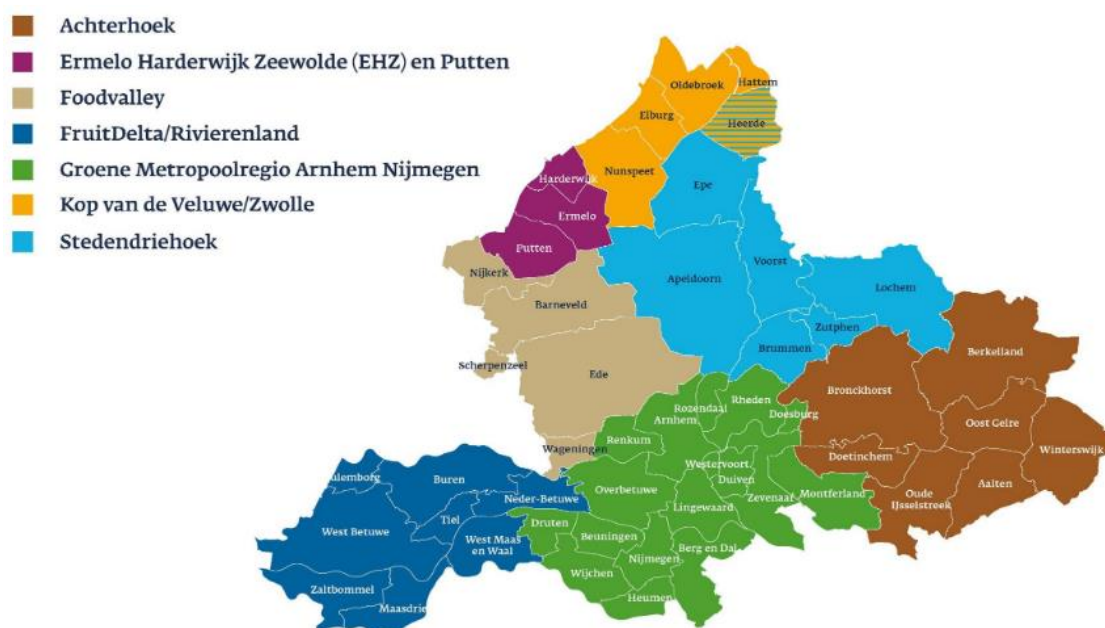 Achterhoek
Ermelo Harderwijk Zeewolde (EHZ) en Putten
Foodvalley
FruitDelta/Rivierenland
Groene Metropoolregio Arnhem Nijmegen
Kop van de Veluwe/Zwolle
Stedendriehoek
Oldebroek
Hattem
Elburg
Heerde
Nunspeet
Epe
Harderwijk
Ermelo
Putten
Nijkerk
Voorst
Apeldoorn
Lochem
Barneveld
Zutphen
Brummen
Berkelland
Scherpenzeel
Ede
Bronckhorst
Rheden
Rozendaal
Doesburg
Arnhem
Oost Gelre
Renkum
Winterswijk
Wageningen
Doetinchem
Westervoort
Duiven
Aalten
ulemborg
Buren
Neder-Betuwe
Overbetuwe
Zevenaar
Montferland
Oude
IJsselstreek
Lingewaard
Tiel
Druten
West Betuwe
West Maas
en Waal
Beuningen
Berg en Dal
Nijmegen
Wijchen
Zaltbommel
Heumen
Maasdrie